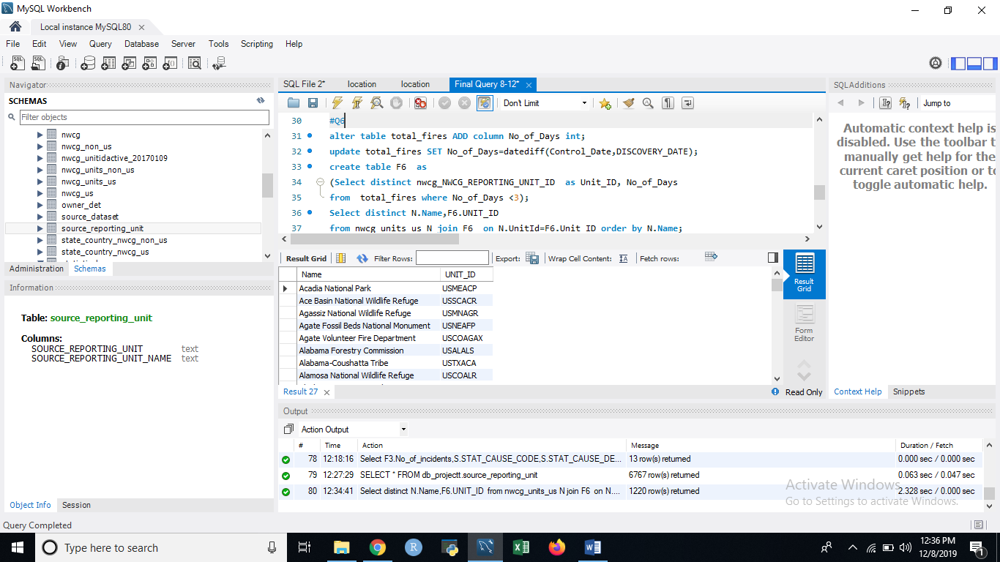 MySQL Workbench
Local instance MySQL80
File Edit View Query Database Server Tools Scripting Help
Navigator
SCHEMAS
Filter objects
nwcg
nwcg_non_us
nwcg_unitidactive_20170109
nwcg_units_non_us
nwcg_units_us
nwcg_us
owner_det
source_dataset
source_reporting_unit
state_country_nwcg_non_us
state_country_nwcg_us
Administration Schemas
Information
Table: source_reporting_unit
Columns:
SOURCE_REPORTING_UNIT text
SOURCE_REPORTING_UNIT_NAME text
Object Info Session
Query Completed
SQL File 2* location location Final Query 8-12*
Don't Limit
30 #Q6
31 alter table total_fires ADD column No_of_Days int;
32 update total_fires SET No_of_Days=datediff(Control_Date,DISCOVERY_DATE);
33 create table F6 as
34 (Select distinct nwcg_NWCG_REPORTING_UNIT_ID as Unit_ID, No_of_Days
35 from total_fires where No_of_Days <3);
36 Select distinct N.Name,F6.UNIT_ID
37 from nwcg_units_us N join F6 on N.UnitId=F6.Unit_ID order by N.Name;
Result Grid Filter Rows: Export: Wrap Cell Content: Fetch rows:
Name UNIT_ID
Acadia National Park USMEACP
Ace Basin National Wildlife Refuge USSCACR
Agassiz National Wildlife Refuge USMNAGR
Agate Fossil Beds National Monument USNEAFP
Agate Volunteer Fire Department USCOAGAX
Alabama Forestry Commission USALALS
Alabama-Coushatta Tribe USTXACA
Alamosa National Wildlife Refuge USCOALR
Result Grid
Form Editor
Result 27
Read Only
SQLAdditions
Jump to
Automatic context help is
disabled. Use the toolbar t
manually get help for the
current caret position or to
toggle automatic help.
Context Help Snippets
Output
Action Output
# Time Action Message Duration / Fetch
78 12:18:16 Select F3.No_of_incidents,S.STAT_CAUSE_CODE,S.STAT_CAUSE_DE... 13 row(s) returned 0.000 sec / 0.000 sec
79 12:27:29 SELECT * FROM db_projectt.source_reporting_unit 6767 row(s) returned 0.063 sec / 0.047 sec
80 12:34:41 Select distinct N.Name,F6.UNIT_ID from nwcg_units_us N join F6 on N.... 1220 row(s) returned 2.328 sec / 0.000 sec
Activate Windows
Go to Settings to activate Windows.
Type here to search
12:36 PM
12/8/2019
1